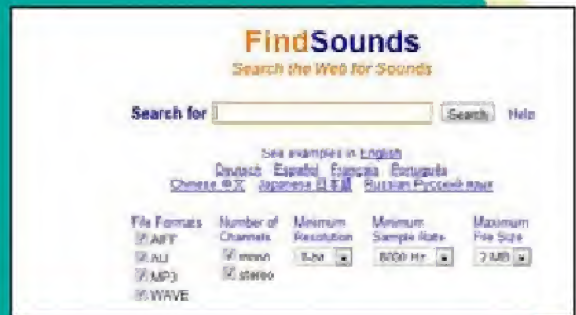 FindSounds
Search the Web for Sounds
Search for Search Help
See examples in English
Deutsch Español Français Português
Chinese 中文 Japanese 日本語 Russian Русский язык
File Formats Number of Channels Minimum Resolution Minimum Sample Rate Maximum File Size
AIFF mono 8-bit 8000 Hz 2 MB
AU stereo
MP3
WAVE